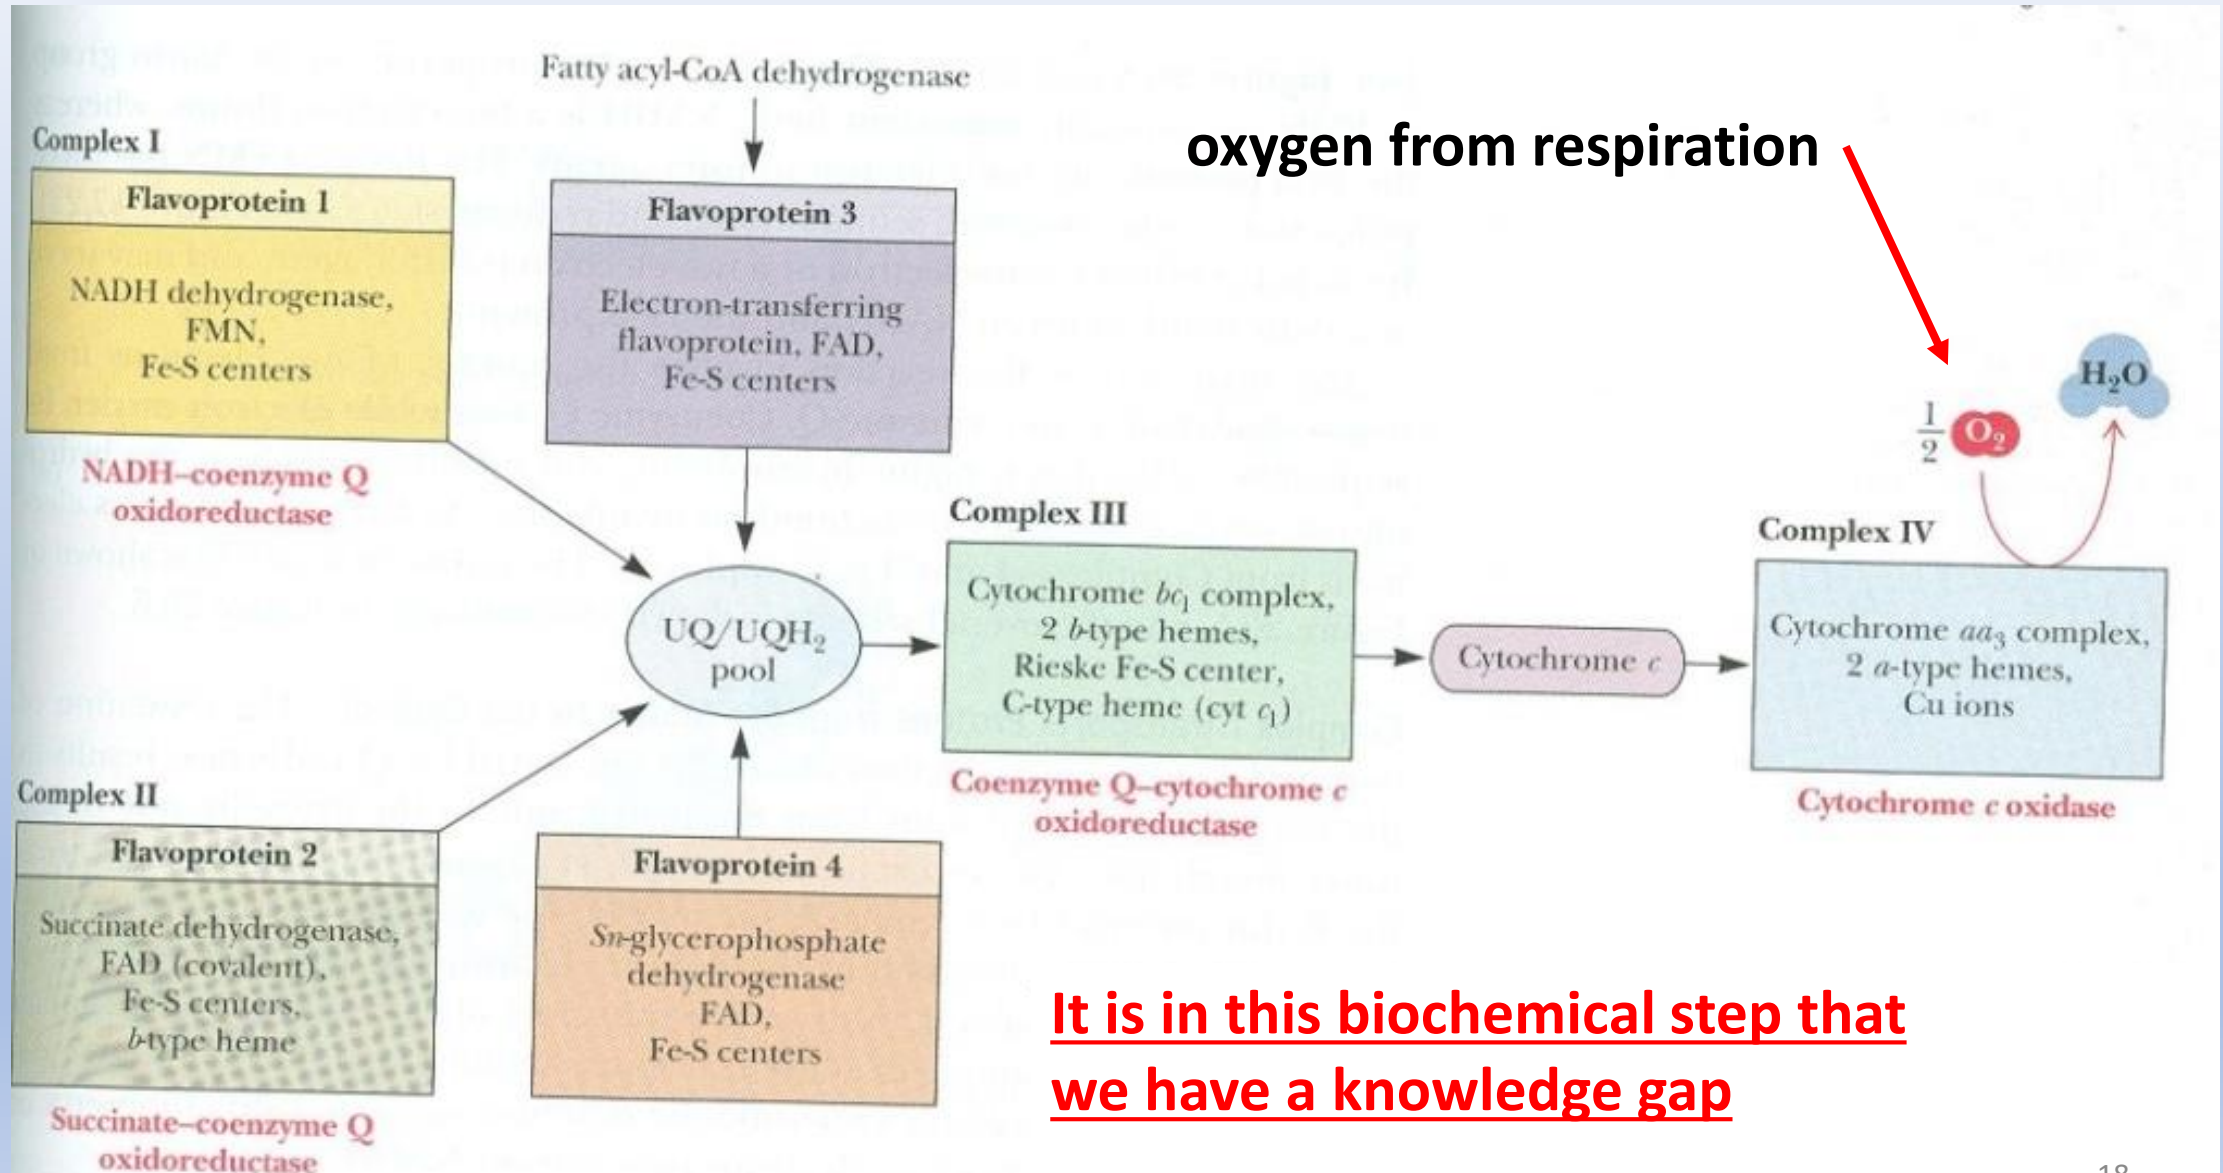 Fatty acyl-CoA dehydrogenase
oxygen from respiration
Complex I
Flavoprotein 1
NADH dehydrogenase,
FMN,
Fe-S centers
NADH–coenzyme Q
oxidoreductase
Flavoprotein 3
Electron-transferring
flavoprotein, FAD,
Fe-S centers
UQ/UQH₂
pool
Complex II
Flavoprotein 2
Succinate dehydrogenase,
FAD (covalent),
Fe-S centers,
b-type heme
Succinate–coenzyme Q
oxidoreductase
Flavoprotein 4
Sn-glycerophosphate
dehydrogenase
FAD,
Fe-S centers
Complex III
Cytochrome bc₁ complex,
2 b-type hemes,
Rieske Fe-S center,
C-type heme (cyt c₁)
Coenzyme Q–cytochrome c
oxidoreductase
Cytochrome c
½ O₂
H₂O
Complex IV
Cytochrome aa₃ complex,
2 a-type hemes,
Cu ions
Cytochrome c oxidase
It is in this biochemical step that
we have a knowledge gap